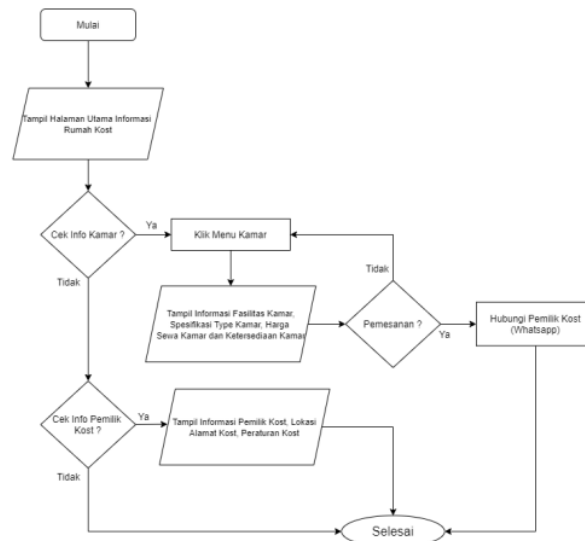 Mulai
Tampil Halaman Utama Informasi
Rumah Kost
Cek Info Kamar ?
Ya
Klik Menu Kamar
Tidak
Tidak
Tampil Informasi Fasilitas Kamar,
Spesifikasi Type Kamar, Harga
Sewa Kamar dan Ketersediaan Kamar
Pemesanan ?
Ya
Hubungi Pemilik Kost
(Whatsapp)
Cek Info Pemilik
Kost ?
Ya
Tampil Informasi Pemilik Kost, Lokasi
Alamat Kost, Peraturan Kost
Tidak
Selesai